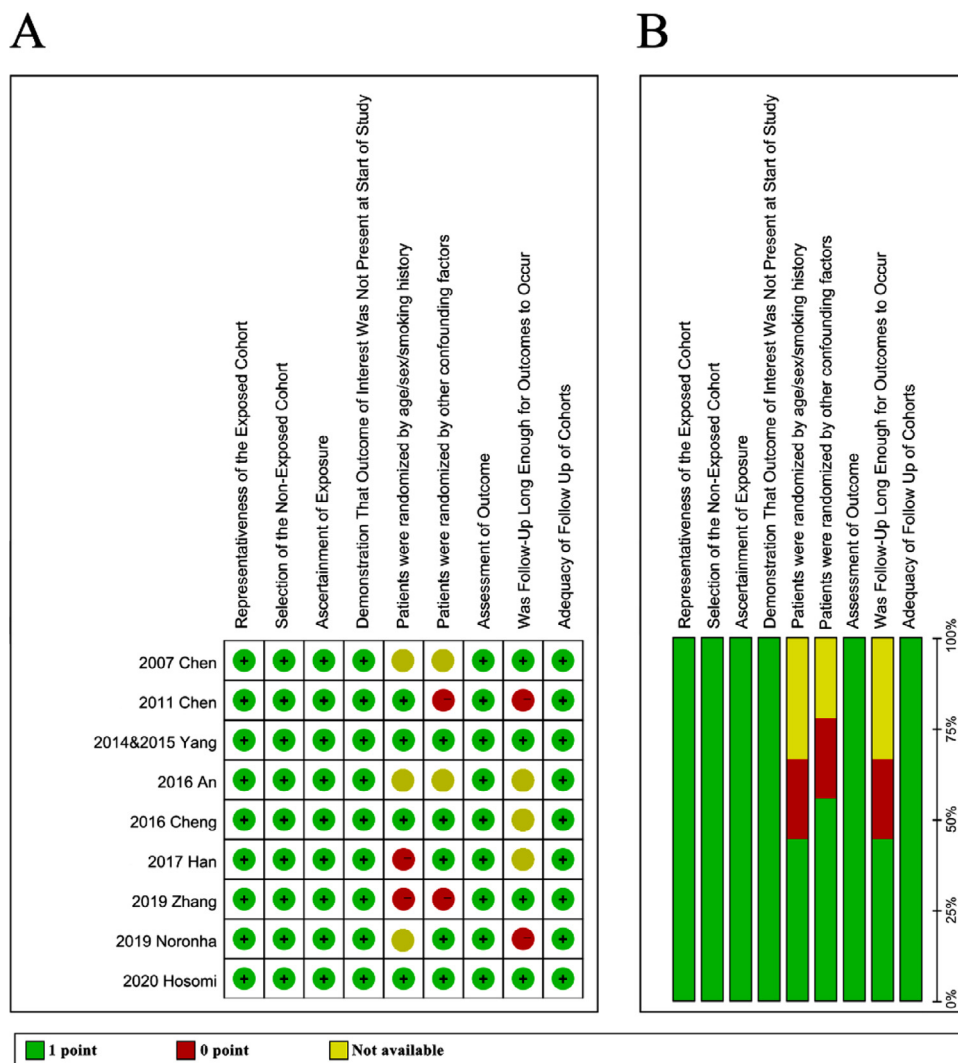 A
B
Representativeness of the Exposed Cohort
Selection of the Non-Exposed Cohort
Ascertainment of Exposure
Demonstration That Outcome of Interest Was Not Present at Start of Study
Patients were randomized by age/sex/smoking history
Patients were randomized by other confounding factors
Assessment of Outcome
Was Follow-Up Long Enough for Outcomes to Occur
Adequacy of Follow Up of Cohorts
2007 Chen
2011 Chen
2014&2015 Yang
2016 An
2016 Cheng
2017 Han
2019 Zhang
2019 Noronha
2020 Hosomi
Representativeness of the Exposed Cohort
Selection of the Non-Exposed Cohort
Ascertainment of Exposure
Demonstration That Outcome of Interest Was Not Present at Start of Study
Patients were randomized by age/sex/smoking history
Patients were randomized by other confounding factors
Assessment of Outcome
Was Follow-Up Long Enough for Outcomes to Occur
Adequacy of Follow Up of Cohorts
100%
75%
50%
25%
0%
1 point
0 point
Not available